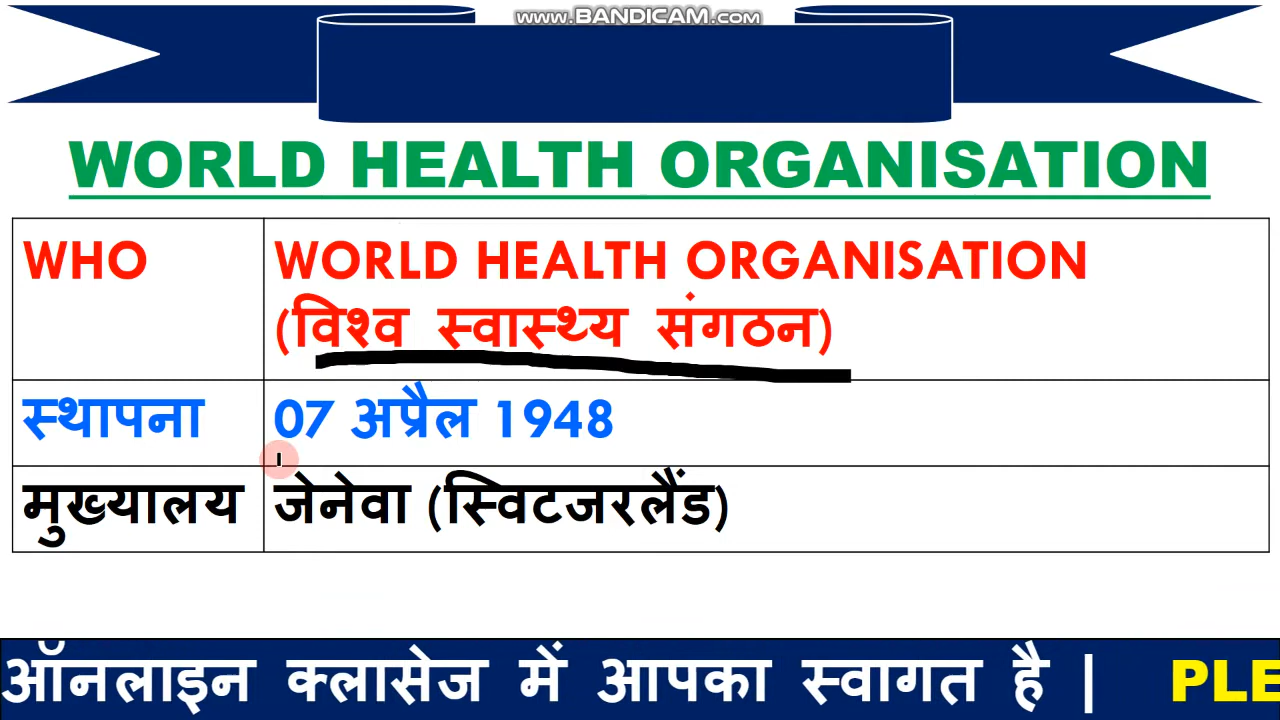 www.BANDICAM.com
WORLD HEALTH ORGANISATION
WHO
WORLD HEALTH ORGANISATION
(विश्व स्वास्थ्य संगठन)
स्थापना
07 अप्रैल 1948
मुख्यालय
जेनेवा (स्विटजरलैंड)
ऑनलाइन क्लासेज में आपका स्वागत है | PLE